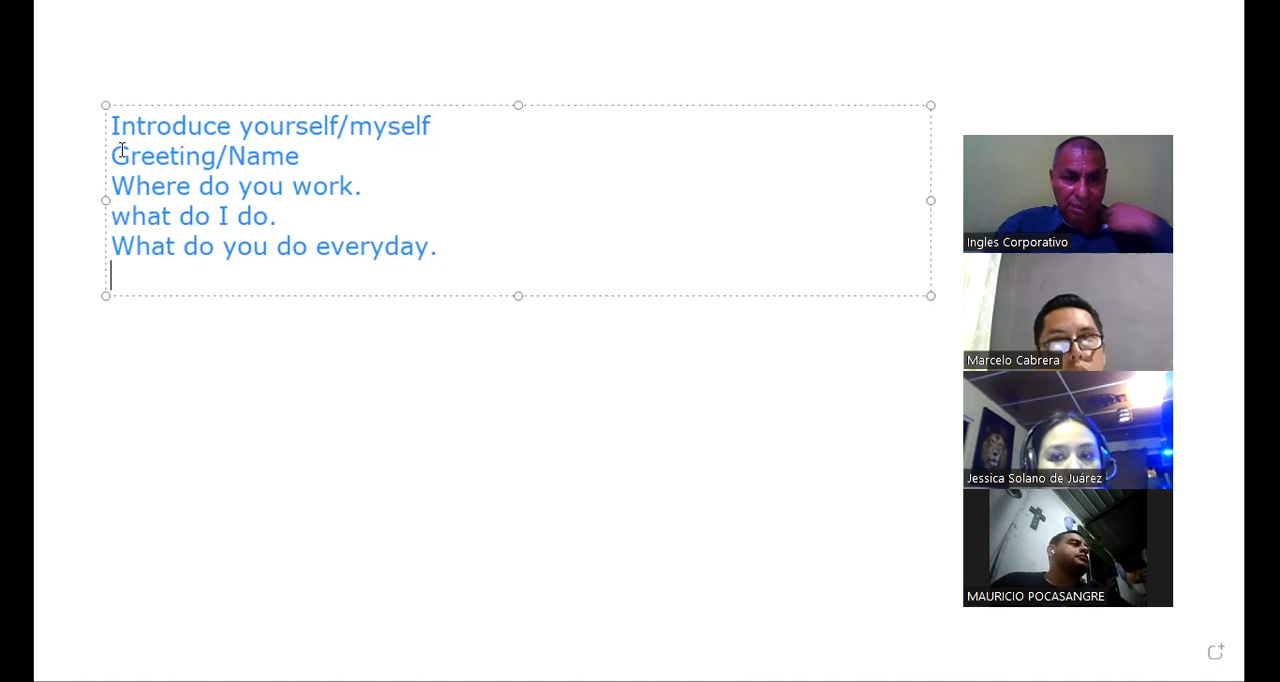 Introduce yourself/myself
Greeting/Name
Where do you work.
what do I do.
What do you do everyday.
Ingles Corporativo
Marcelo Cabrera
Jessica Solano de Juárez
MAURICIO POCASANGRE